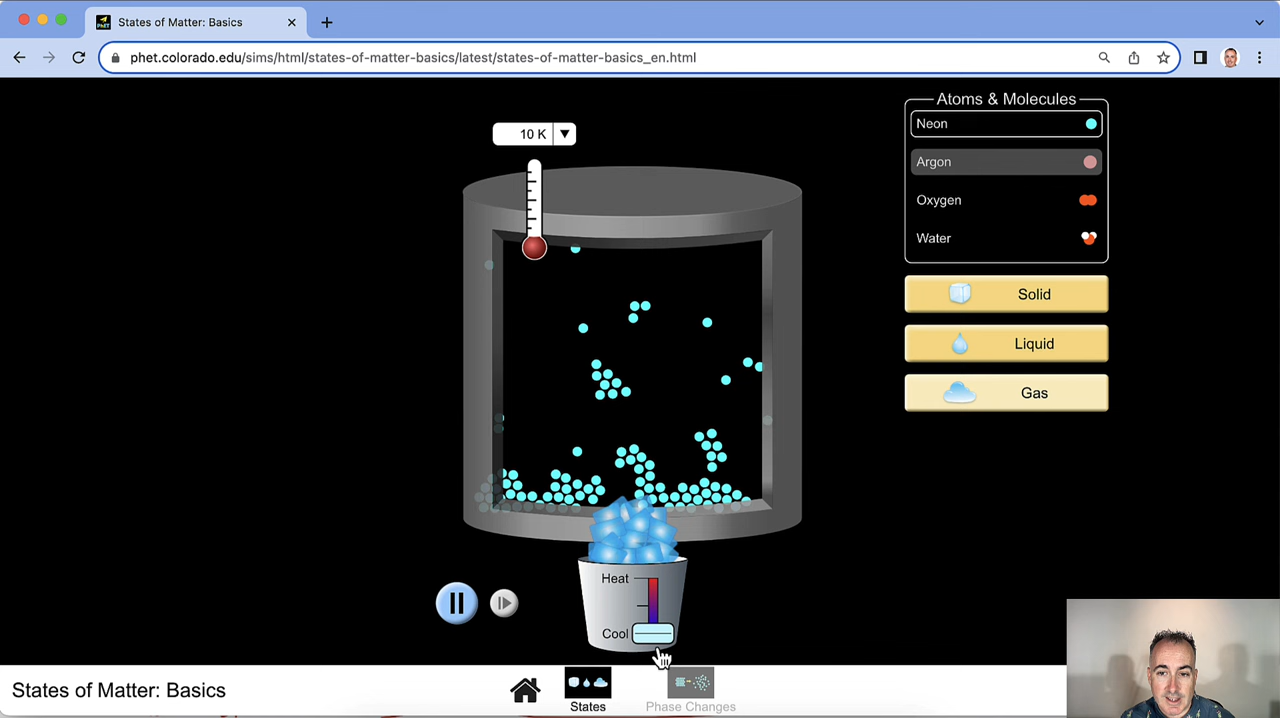 States of Matter: Basics
phet.colorado.edu/sims/html/states-of-matter-basics/latest/states-of-matter-basics_en.html
10 K
Atoms & Molecules
Neon
Argon
Oxygen
Water
Solid
Liquid
Gas
Heat
Cool
States of Matter: Basics
States
Phase Changes